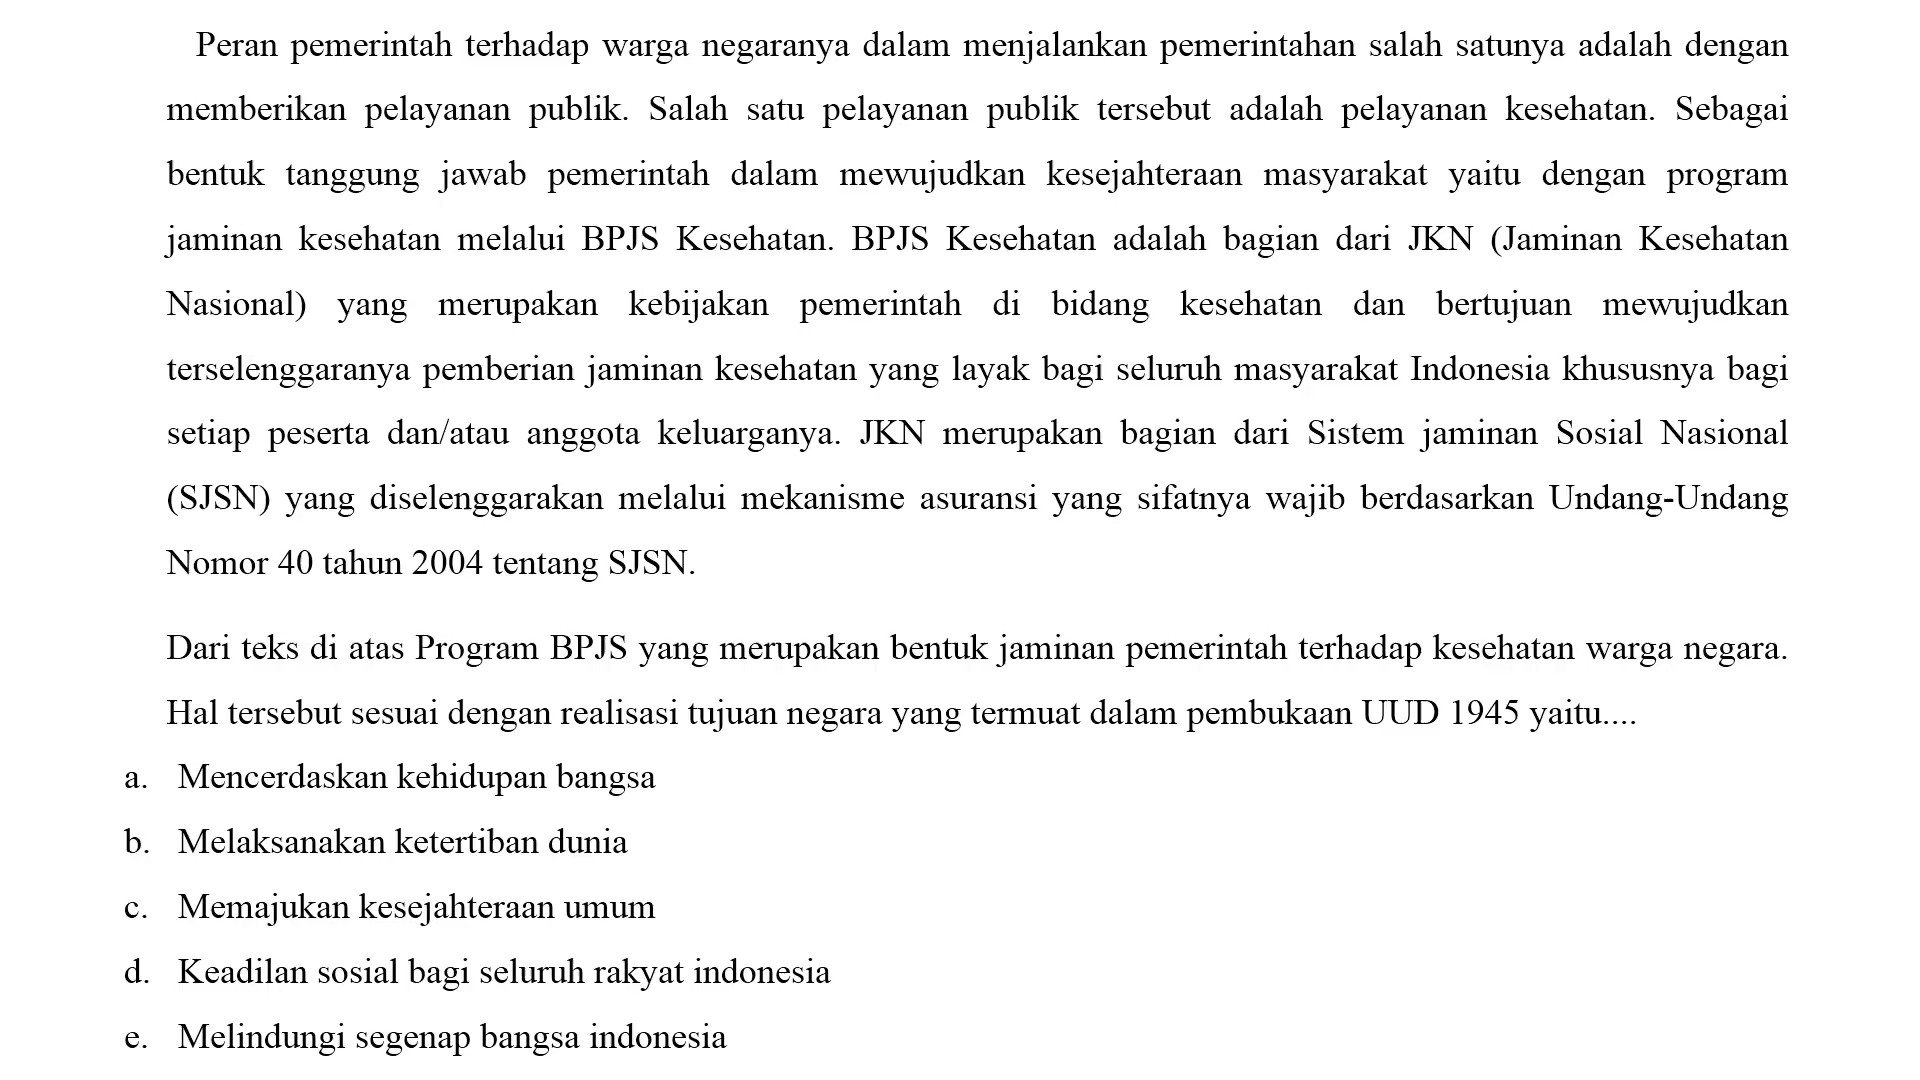 Peran pemerintah terhadap warga negaranya dalam menjalankan pemerintahan salah satunya adalah dengan
memberikan pelayanan publik. Salah satu pelayanan publik tersebut adalah pelayanan kesehatan. Sebagai
bentuk tanggung jawab pemerintah dalam mewujudkan kesejahteraan masyarakat yaitu dengan program
jaminan kesehatan melalui BPJS Kesehatan. BPJS Kesehatan adalah bagian dari JKN (Jaminan Kesehatan
Nasional) yang merupakan kebijakan pemerintah di bidang kesehatan dan bertujuan mewujudkan
terselenggaranya pemberian jaminan kesehatan yang layak bagi seluruh masyarakat Indonesia khususnya bagi
setiap peserta dan/atau anggota keluarganya. JKN merupakan bagian dari Sistem jaminan Sosial Nasional
(SJSN) yang diselenggarakan melalui mekanisme asuransi yang sifatnya wajib berdasarkan Undang-Undang
Nomor 40 tahun 2004 tentang SJSN.
Dari teks di atas Program BPJS yang merupakan bentuk jaminan pemerintah terhadap kesehatan warga negara.
Hal tersebut sesuai dengan realisasi tujuan negara yang termuat dalam pembukaan UUD 1945 yaitu....
a. Mencerdaskan kehidupan bangsa
b. Melaksanakan ketertiban dunia
c. Memajukan kesejahteraan umum
d. Keadilan sosial bagi seluruh rakyat indonesia
e. Melindungi segenap bangsa indonesia